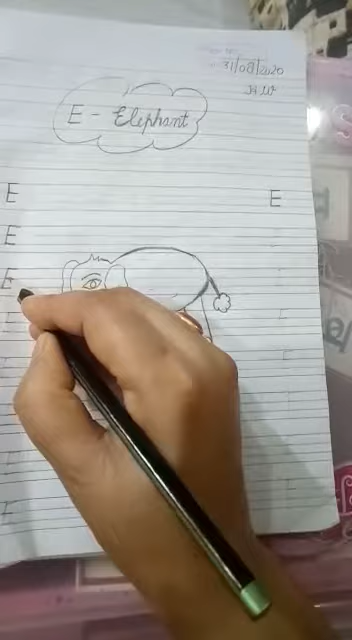 31/08/2020
H.W
E - Elephant
E E
E
E